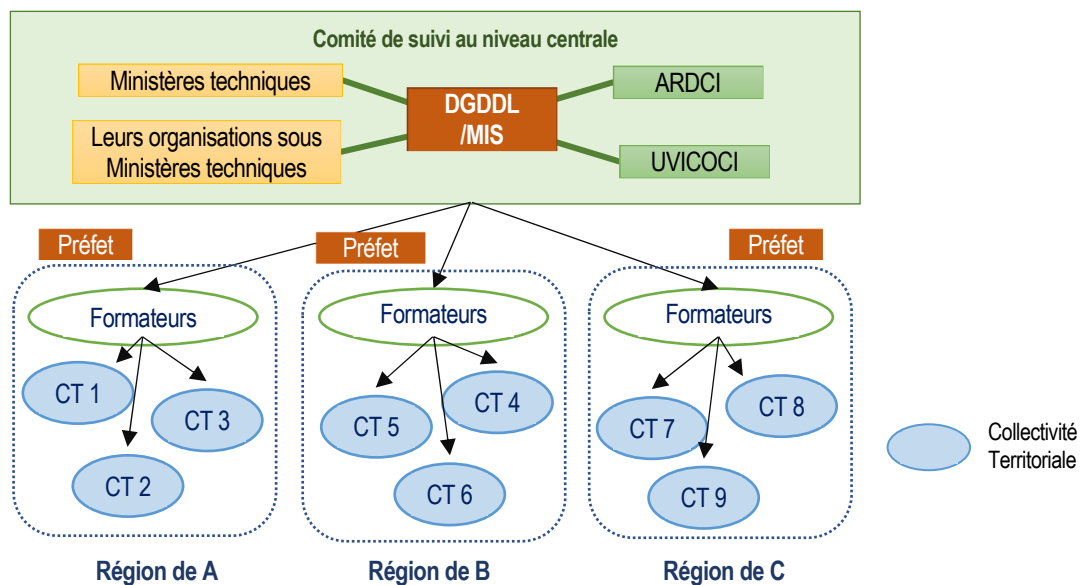 Comité de suivi au niveau centrale
Ministères techniques
ARDCI
DGDDL
/MIS
Leurs organisations sous
Ministères techniques
UVICOCI
Préfet
Préfet
Préfet
Formateurs
Formateurs
Formateurs
CT 1
CT 3
CT 2
CT 4
CT 5
CT 6
CT 8
CT 7
CT 9
Collectivité
Territoriale
Région de A
Région de B
Région de C